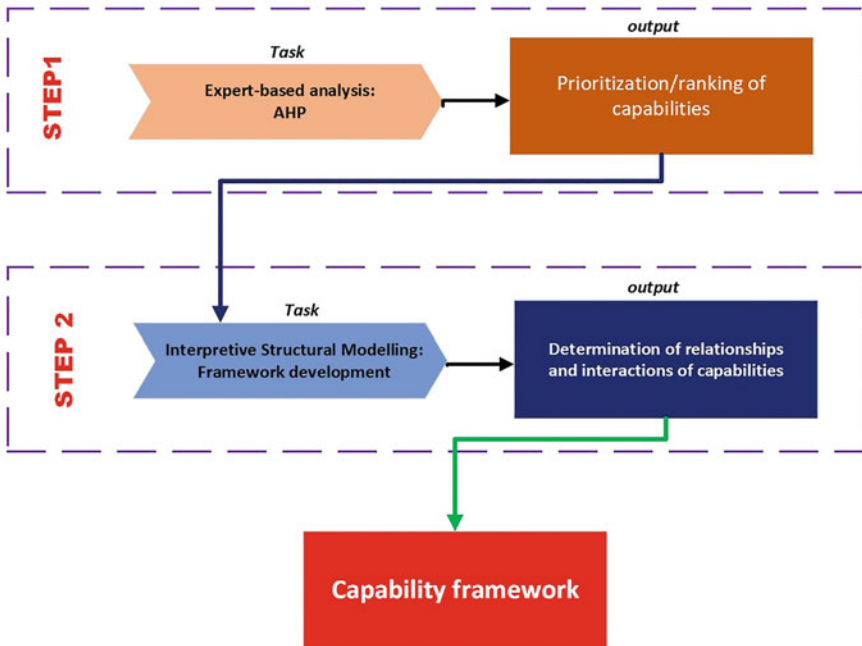 STEP1
Task
Expert-based analysis:
AHP
output
Prioritization/ranking of
capabilities
STEP 2
Task
Interpretive Structural Modelling:
Framework development
output
Determination of relationships
and interactions of capabilities
Capability framework